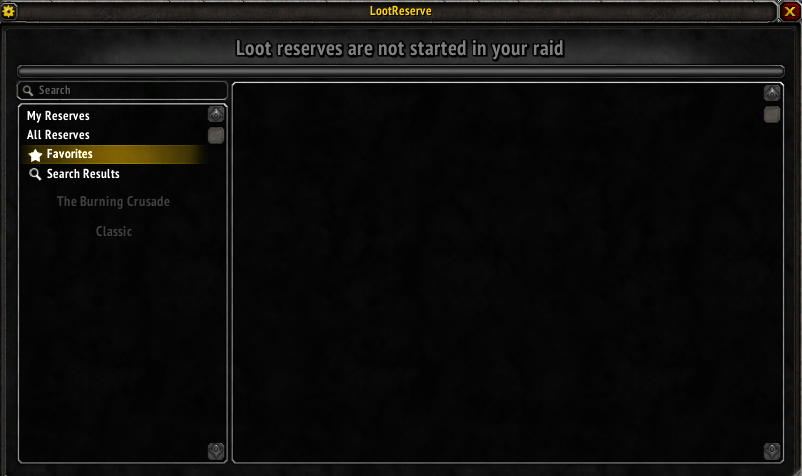 LootReserve
Loot reserves are not started in your raid
Search
My Reserves
All Reserves
Favorites
Search Results
The Burning Crusade
Classic